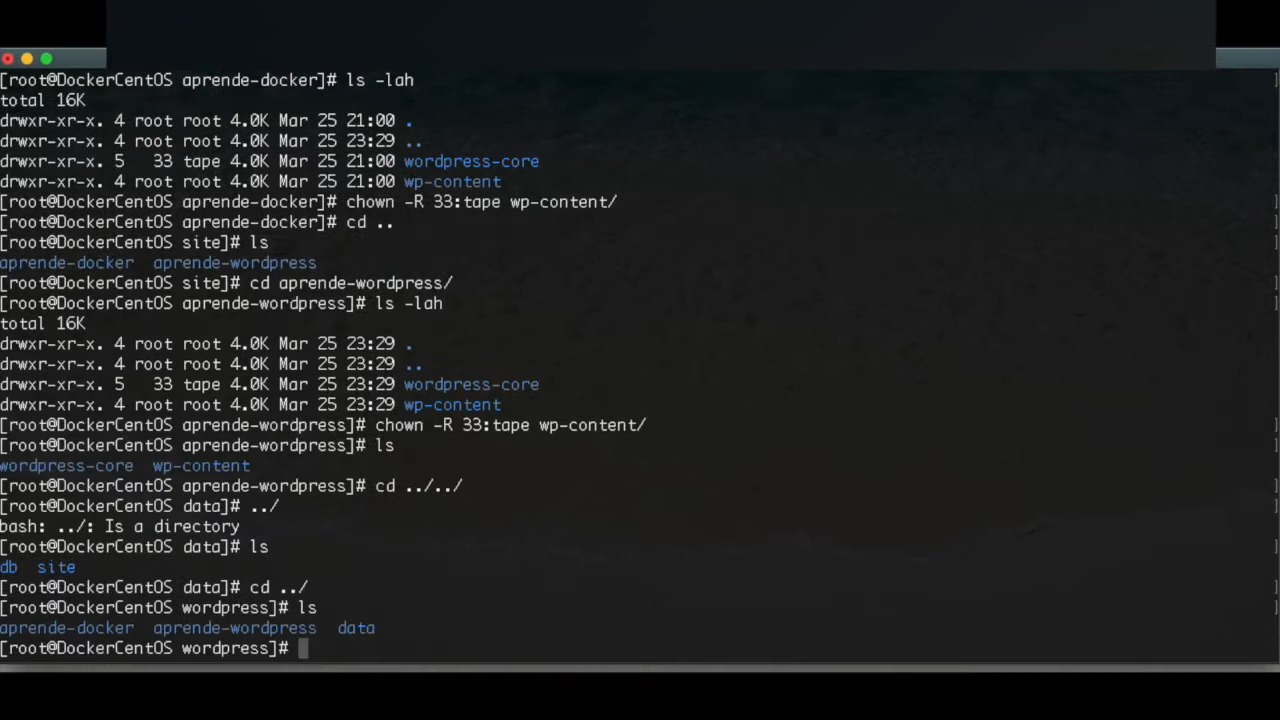 [root@DockerCentOS aprende-docker]# ls -lah
total 16K
drwxr-xr-x. 4 root root 4.0K Mar 25 21:00 .
drwxr-xr-x. 4 root root 4.0K Mar 25 23:29 ..
drwxr-xr-x. 5   33 tape 4.0K Mar 25 21:00 wordpress-core
drwxr-xr-x. 4 root root 4.0K Mar 25 21:00 wp-content
[root@DockerCentOS aprende-docker]# chown -R 33:tape wp-content/
[root@DockerCentOS aprende-docker]# cd ..
[root@DockerCentOS site]# ls
aprende-docker  aprende-wordpress
[root@DockerCentOS site]# cd aprende-wordpress/
[root@DockerCentOS aprende-wordpress]# ls -lah
total 16K
drwxr-xr-x. 4 root root 4.0K Mar 25 23:29 .
drwxr-xr-x. 4 root root 4.0K Mar 25 23:29 ..
drwxr-xr-x. 5   33 tape 4.0K Mar 25 23:29 wordpress-core
drwxr-xr-x. 4 root root 4.0K Mar 25 23:29 wp-content
[root@DockerCentOS aprende-wordpress]# chown -R 33:tape wp-content/
[root@DockerCentOS aprende-wordpress]# ls
wordpress-core  wp-content
[root@DockerCentOS aprende-wordpress]# cd ../../
[root@DockerCentOS data]# ../
bash: ../: Is a directory
[root@DockerCentOS data]# ls
db  site
[root@DockerCentOS data]# cd ../
[root@DockerCentOS wordpress]# ls
aprende-docker  aprende-wordpress  data
[root@DockerCentOS wordpress]#